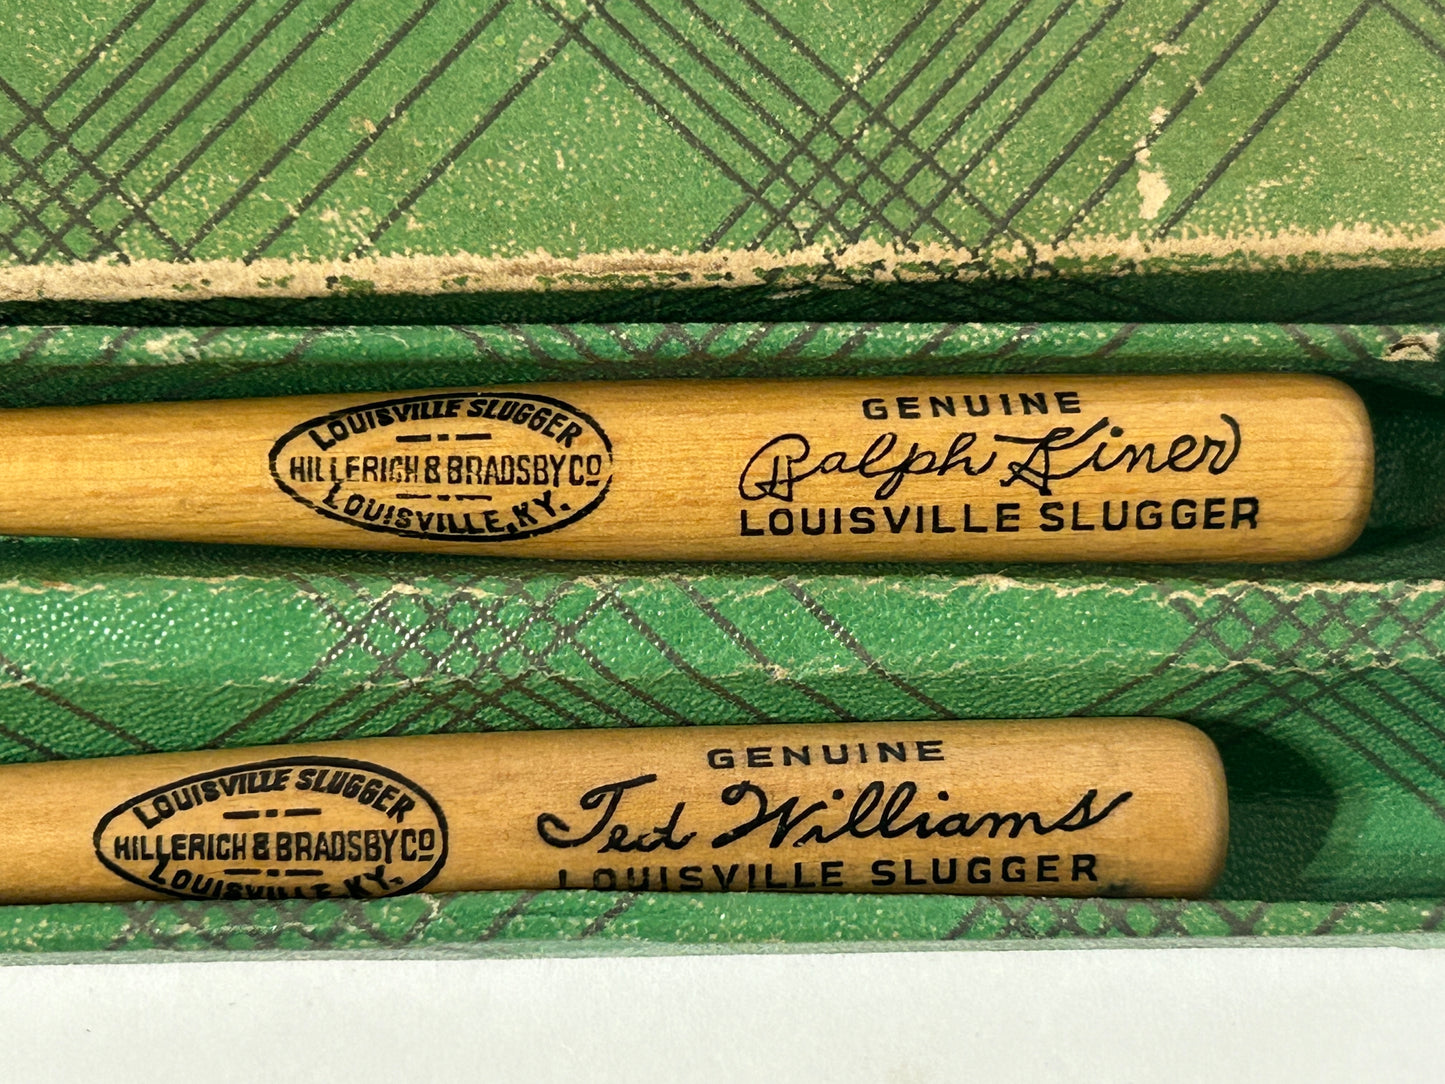 LOUISVILLE SLUGGER
HILLERICH & BRADSBY Cº
LOUISVILLE, KY.
GENUINE
Ralph Kiner
LOUISVILLE SLUGGER
LOUISVILLE SLUGGER
HILLERICH & BRADSBY Cº
LOUISVILLE KY.
GENUINE
Ted Williams
LOUISVILLE SLUGGER